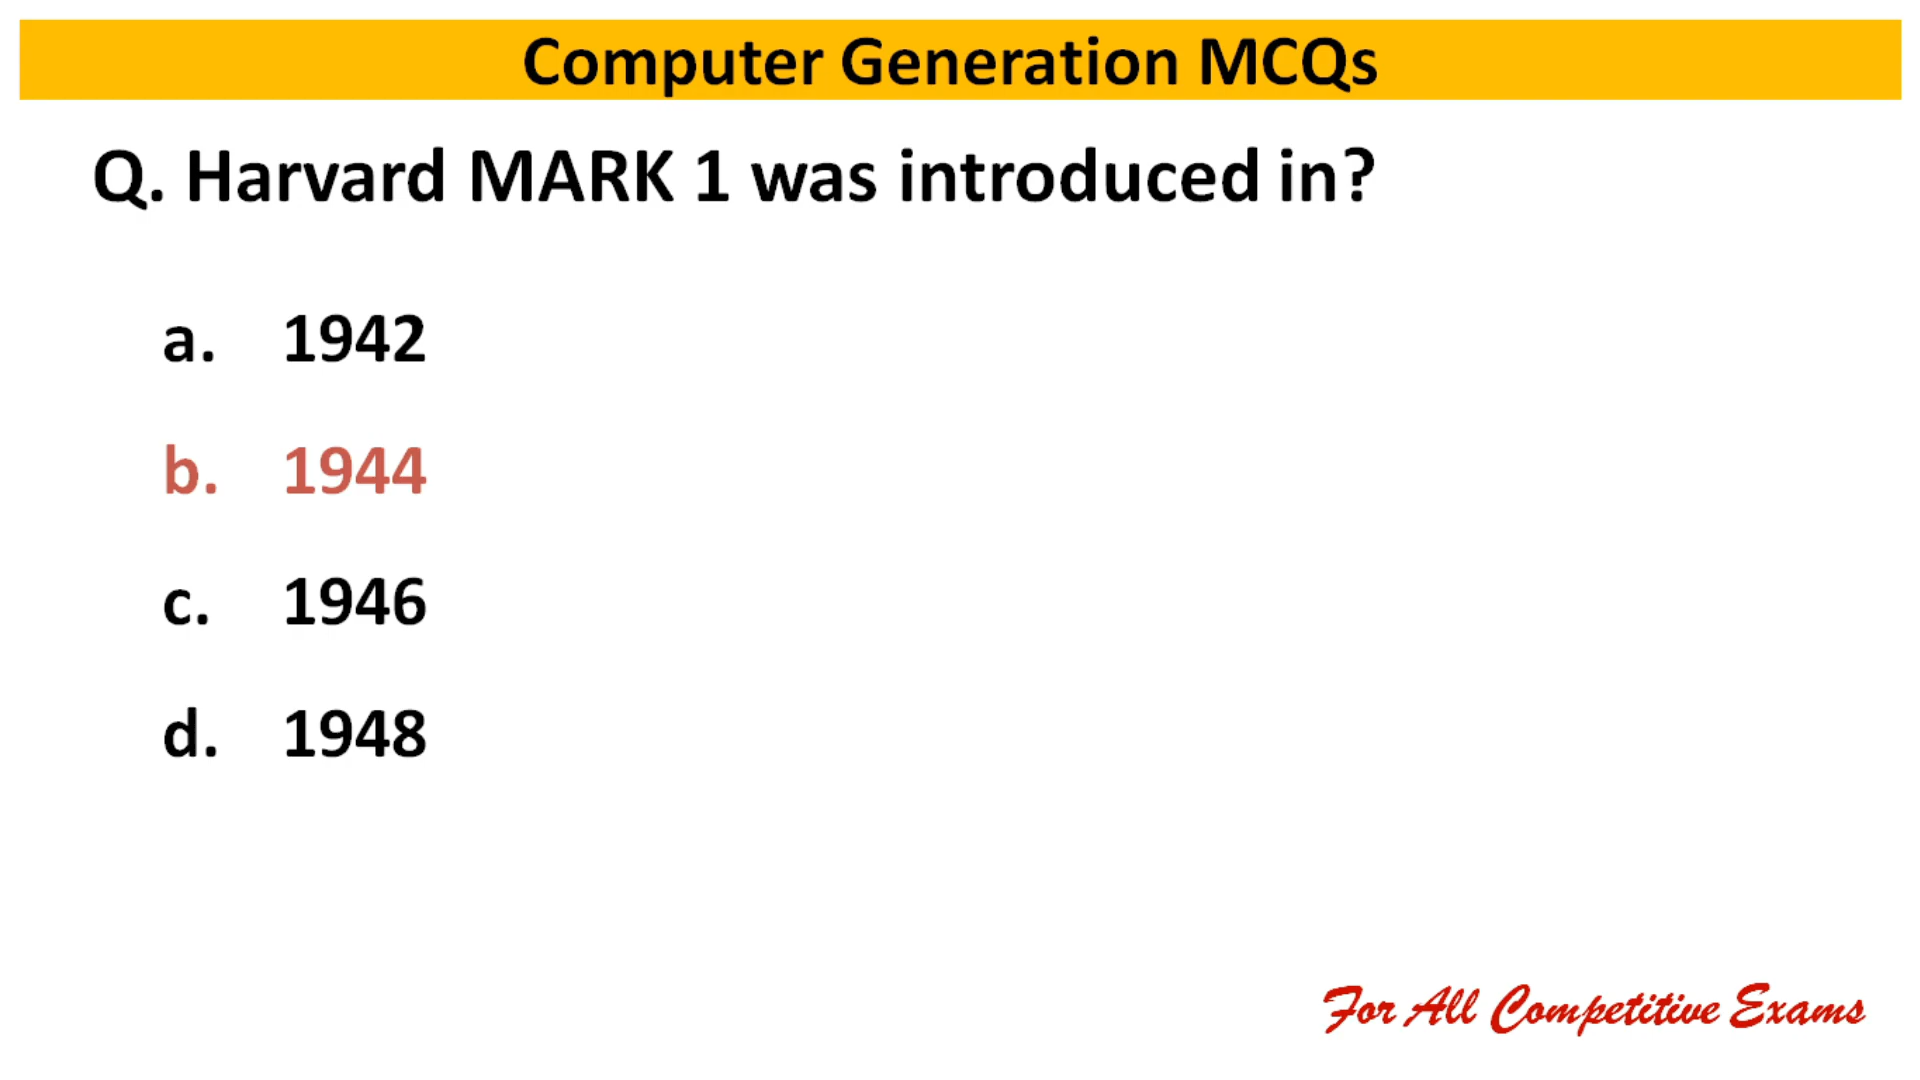 Computer Generation MCQs
Q. Harvard MARK 1 was introduced in?
a. 1942
b. 1944
c. 1946
d. 1948
For All Competitive Exams